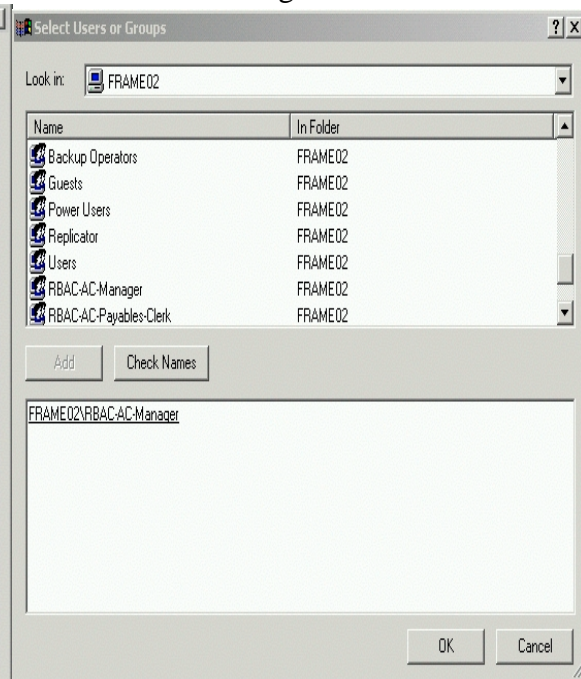 Select Users or Groups ? X
Look in: FRAME02
Name In Folder
Backup Operators FRAME02
Guests FRAME02
Power Users FRAME02
Replicator FRAME02
Users FRAME02
RBAC-AC-Manager FRAME02
RBAC-AC-Payables-Clerk FRAME02
Add Check Names
FRAME02\RBAC-AC-Manager
OK Cancel